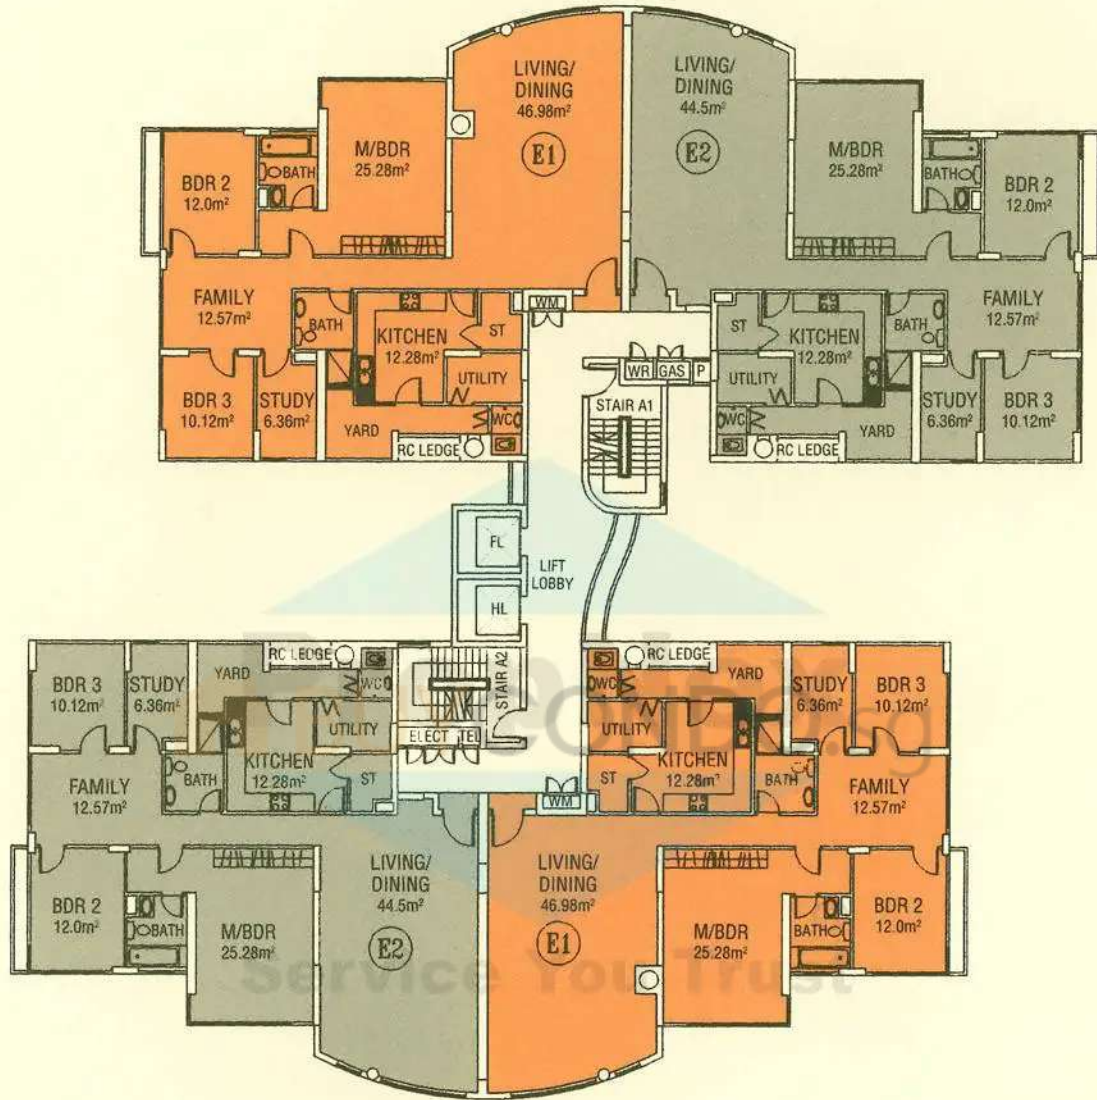 LIVING/
DINING
46.98m²
E1
LIVING/
DINING
44.5m²
E2
M/BDR
25.28m²
M/BDR
25.28m²
BDR 2
12.0m²
BATH
BATH
BDR 2
12.0m²
FAMILY
12.57m²
BATH
KITCHEN
12.28m²
ST
WM
ST
KITCHEN
12.28m²
BATH
FAMILY
12.57m²
BDR 3
10.12m²
STUDY
6.36m²
UTILITY
YARD
WC
RC LEDGE
WR
GAS
P
STAIR A1
UTILITY
WC
YARD
RC LEDGE
STUDY
6.36m²
BDR 3
10.12m²
FL
LIFT
LOBBY
HL
BDR 3
10.12m²
STUDY
6.36m²
YARD
RC LEDGE
WC
UTILITY
STAIR A2
ELECT
TEL
WC
RC LEDGE
YARD
UTILITY
STUDY
6.36m²
BDR 3
10.12m²
FAMILY
12.57m²
BATH
KITCHEN
12.28m²
ST
WM
ST
KITCHEN
12.28m²
BATH
FAMILY
12.57m²
BDR 2
12.0m²
BATH
M/BDR
25.28m²
LIVING/
DINING
44.5m²
E2
LIVING/
DINING
46.98m²
E1
M/BDR
25.28m²
BATH
BDR 2
12.0m²
Service You Trust